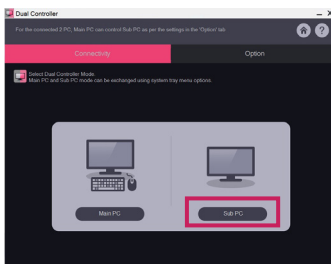 Dual Controller
For the connected 2 PC, Main PC can control Sub PC as per the settings in the 'Option' tab
Connectivity
Option
Select Dual Controller Mode.
Main PC and Sub PC mode can be exchanged using system tray menu options.
Main PC
Sub PC